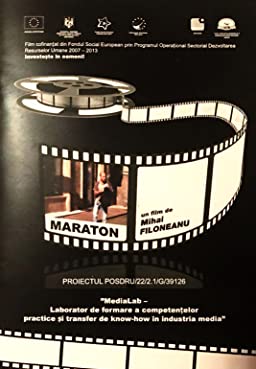 Film cofinanțat din Fondul Social European prin Programul Operațional Sectorial Dezvoltarea
Resurselor Umane 2007 – 2013
Investește în oameni!
MARATON
un film de
Mihai
FILONEANU
PROIECTUL POSDRU/22/2.1/G/39126
"MediaLab –
Laborator de formare a competențelor
practice și transfer de know-how în industria media"